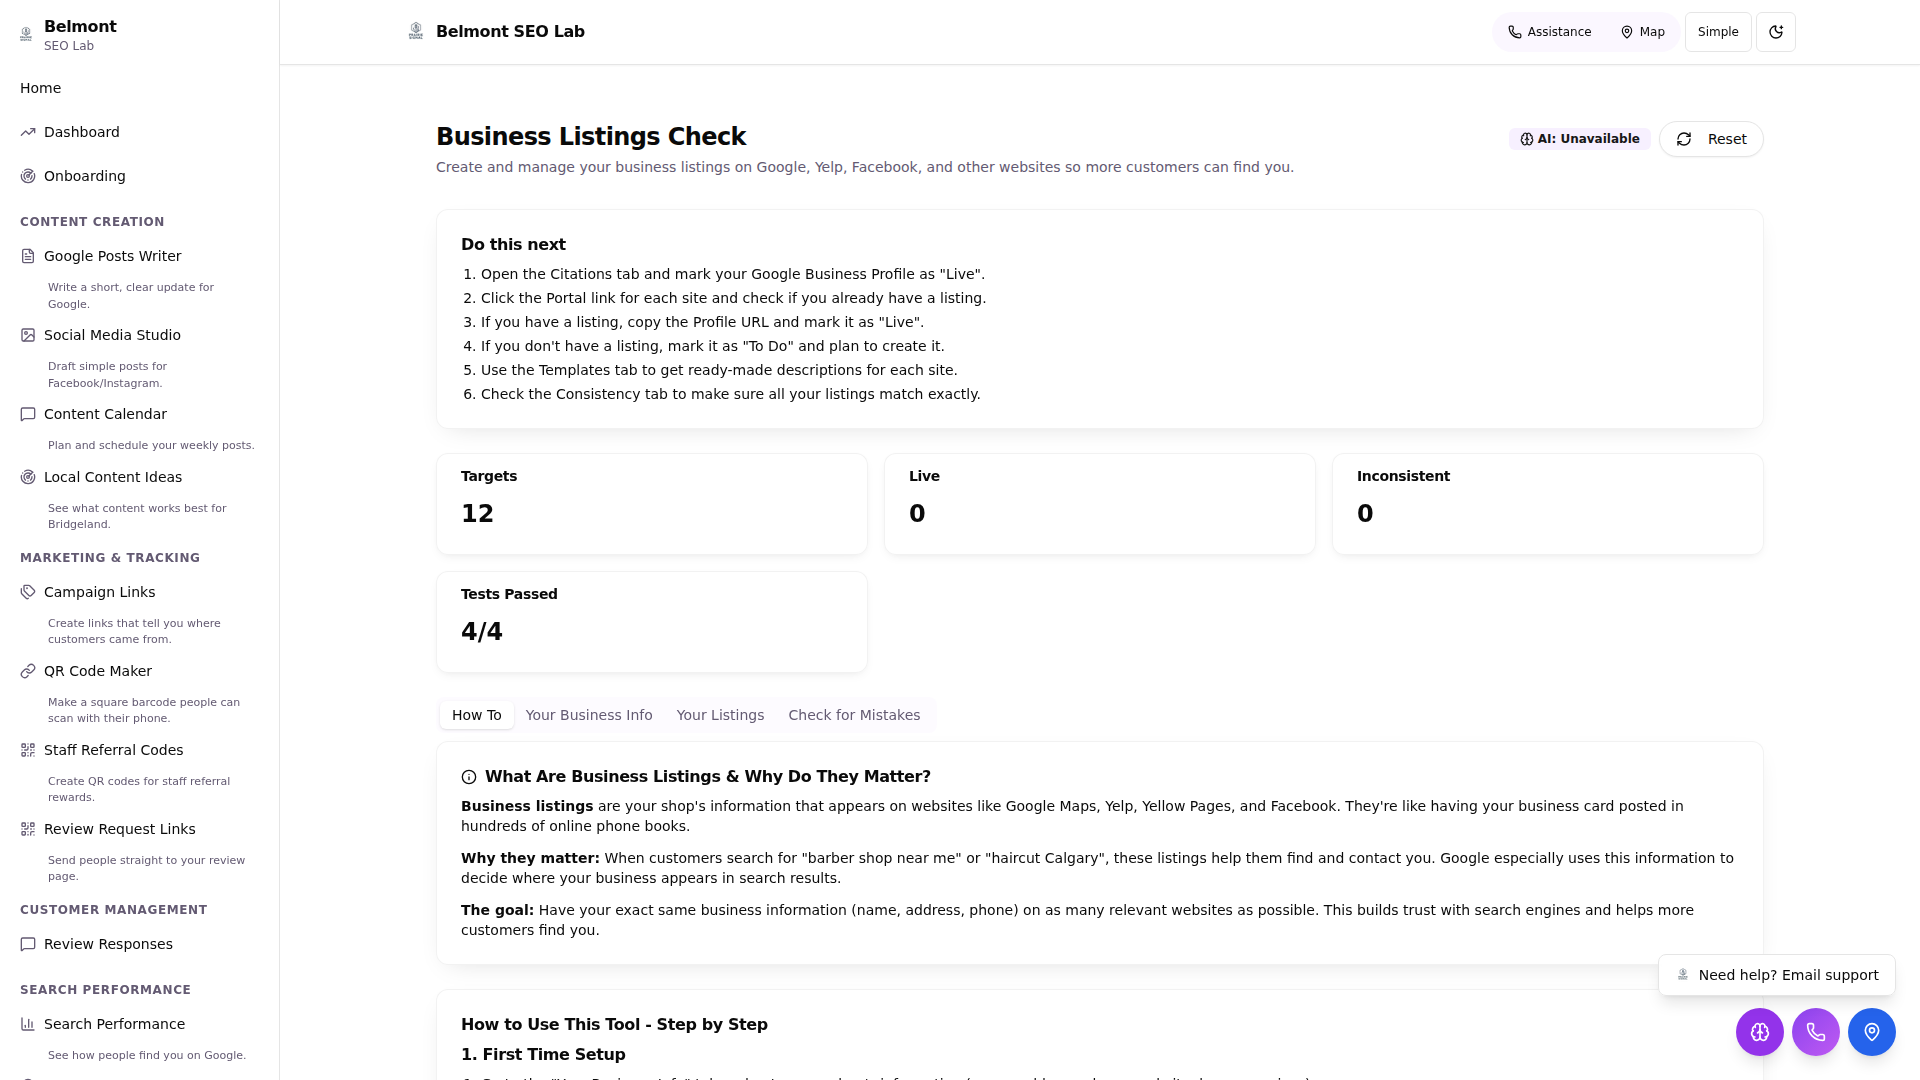 Belmont
SEO Lab
Home
Dashboard
Onboarding
CONTENT CREATION
Google Posts Writer
Write a short, clear update for
Google.
Social Media Studio
Draft simple posts for
Facebook/Instagram.
Content Calendar
Plan and schedule your weekly posts.
Local Content Ideas
See what content works best for
Bridgeland.
MARKETING & TRACKING
Campaign Links
Create links that tell you where
customers came from.
QR Code Maker
Make a square barcode people can
scan with their phone.
Staff Referral Codes
Create QR codes for staff referral
rewards.
Review Request Links
Send people straight to your review
page.
CUSTOMER MANAGEMENT
Review Responses
SEARCH PERFORMANCE
Search Performance
See how people find you on Google.
Belmont SEO Lab
Assistance
Map
Simple
Business Listings Check
Create and manage your business listings on Google, Yelp, Facebook, and other websites so more customers can find you.
AI: Unavailable
Reset
Do this next
1. Open the Citations tab and mark your Google Business Profile as "Live".
2. Click the Portal link for each site and check if you already have a listing.
3. If you have a listing, copy the Profile URL and mark it as "Live".
4. If you don't have a listing, mark it as "To Do" and plan to create it.
5. Use the Templates tab to get ready-made descriptions for each site.
6. Check the Consistency tab to make sure all your listings match exactly.
Targets
12
Live
0
Inconsistent
0
Tests Passed
4/4
How To
Your Business Info
Your Listings
Check for Mistakes
What Are Business Listings & Why Do They Matter?
Business listings are your shop's information that appears on websites like Google Maps, Yelp, Yellow Pages, and Facebook. They're like having your business card posted in
hundreds of online phone books.
Why they matter: When customers search for "barber shop near me" or "haircut Calgary", these listings help them find and contact you. Google especially uses this information to
decide where your business appears in search results.
The goal: Have your exact same business information (name, address, phone) on as many relevant websites as possible. This builds trust with search engines and helps more
customers find you.
How to Use This Tool - Step by Step
1. First Time Setup
Need help? Email support